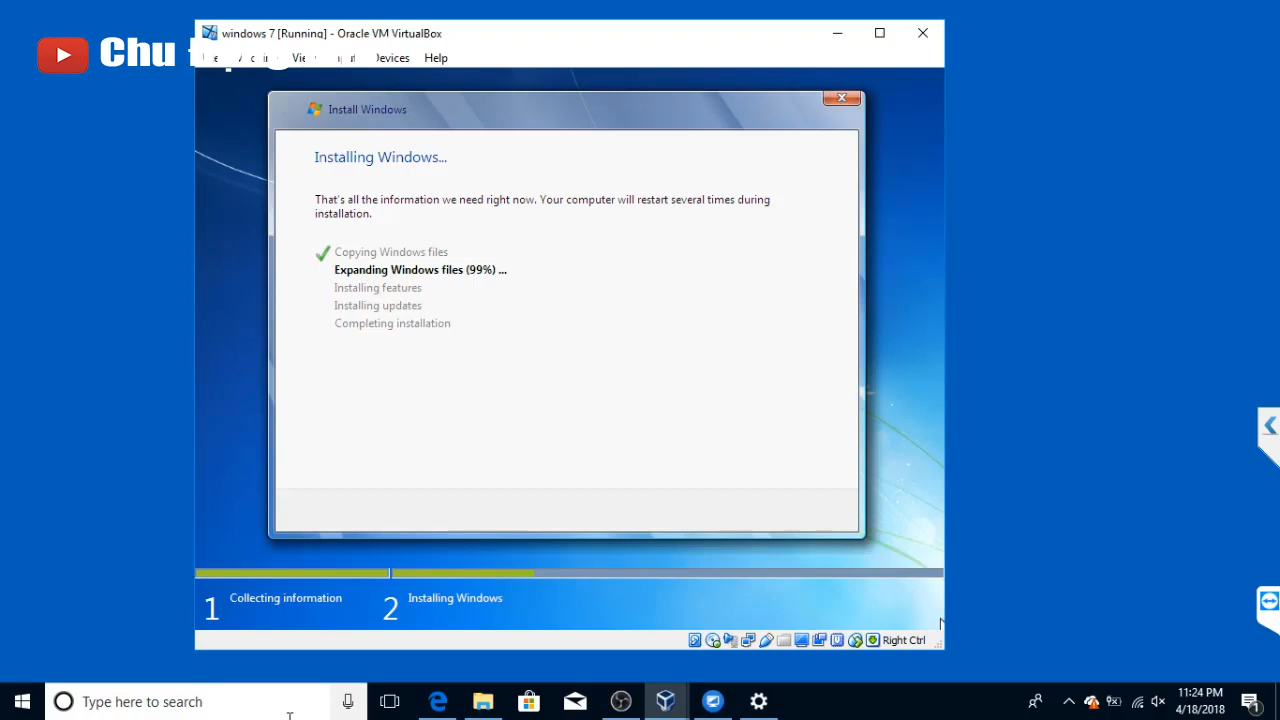 windows 7 [Running] - Oracle VM VirtualBox
Chu
Devices Help
Install Windows
Installing Windows...
That's all the information we need right now. Your computer will restart several times during
installation.
Copying Windows files
Expanding Windows files (99%) ...
Installing features
Installing updates
Completing installation
1 Collecting information 2 Installing Windows
Right Ctrl
Type here to search
11:24 PM
4/18/2018
1